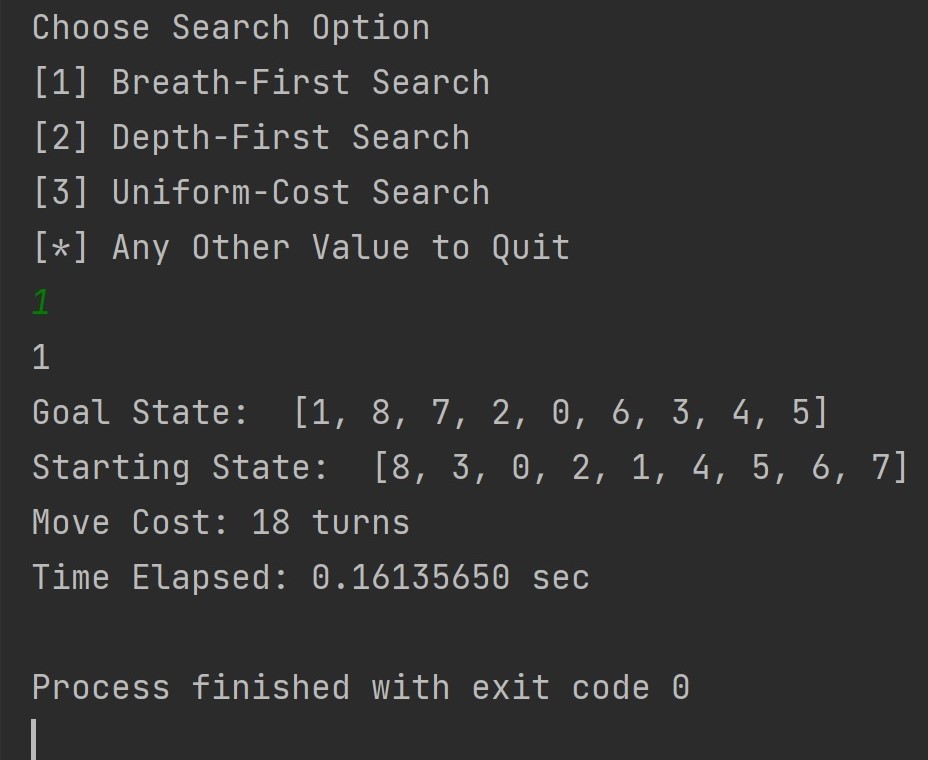 Choose Search Option
[1] Breath-First Search
[2] Depth-First Search
[3] Uniform-Cost Search
[*] Any Other Value to Quit
1
1
Goal State:  [1, 8, 7, 2, 0, 6, 3, 4, 5]
Starting State:  [8, 3, 0, 2, 1, 4, 5, 6, 7]
Move Cost: 18 turns
Time Elapsed: 0.16135650 sec
Process finished with exit code 0